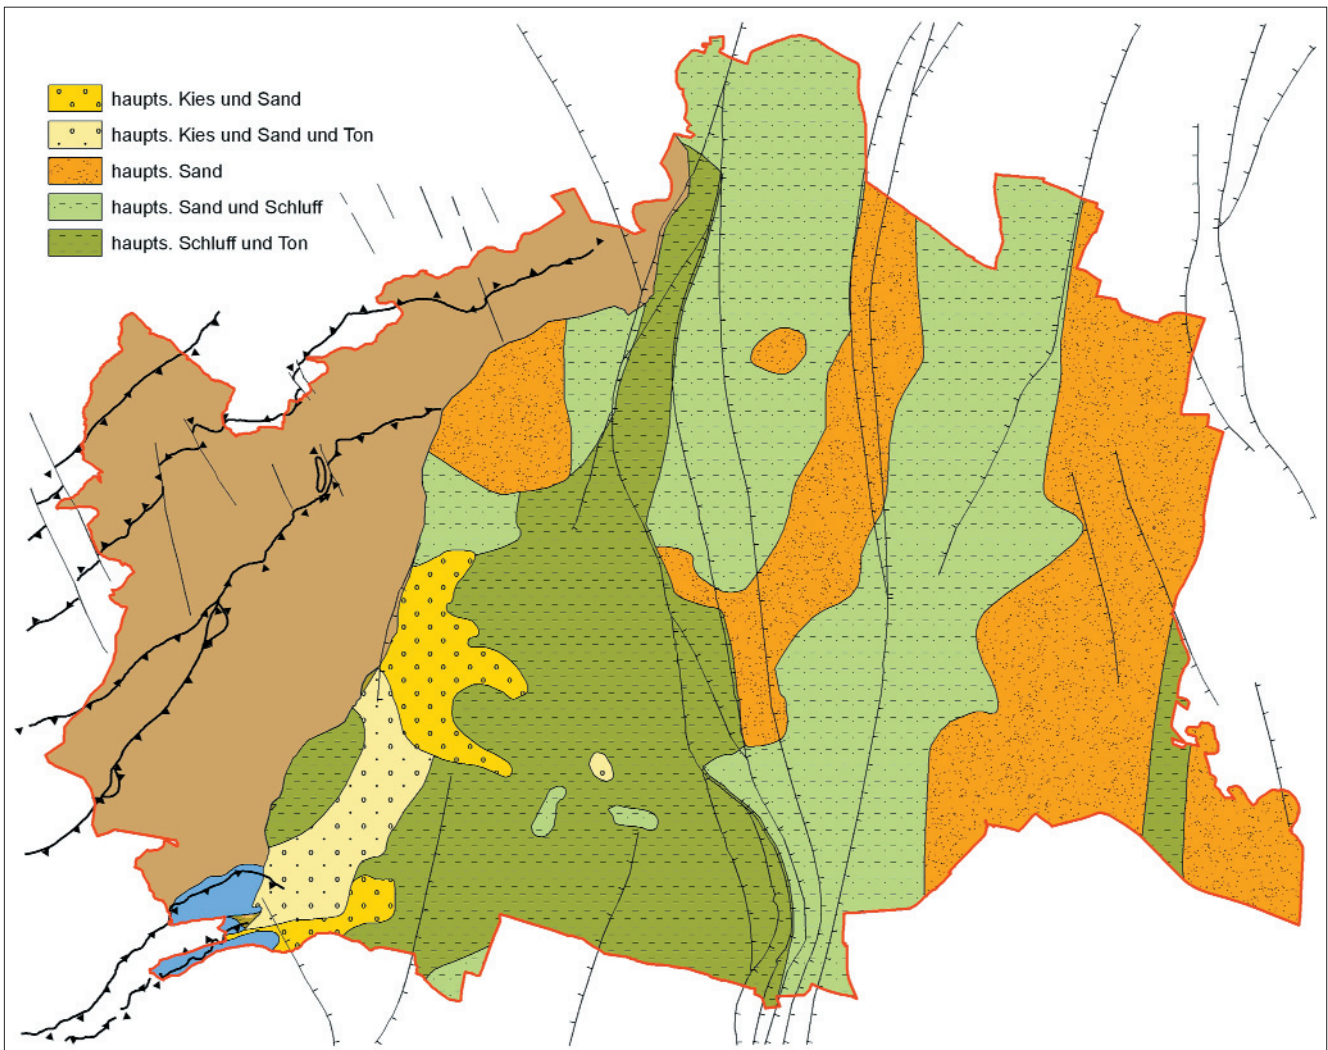 haupts. Kies und Sand
haupts. Kies und Sand und Ton
haupts. Sand
haupts. Sand und Schluff
haupts. Schluff und Ton